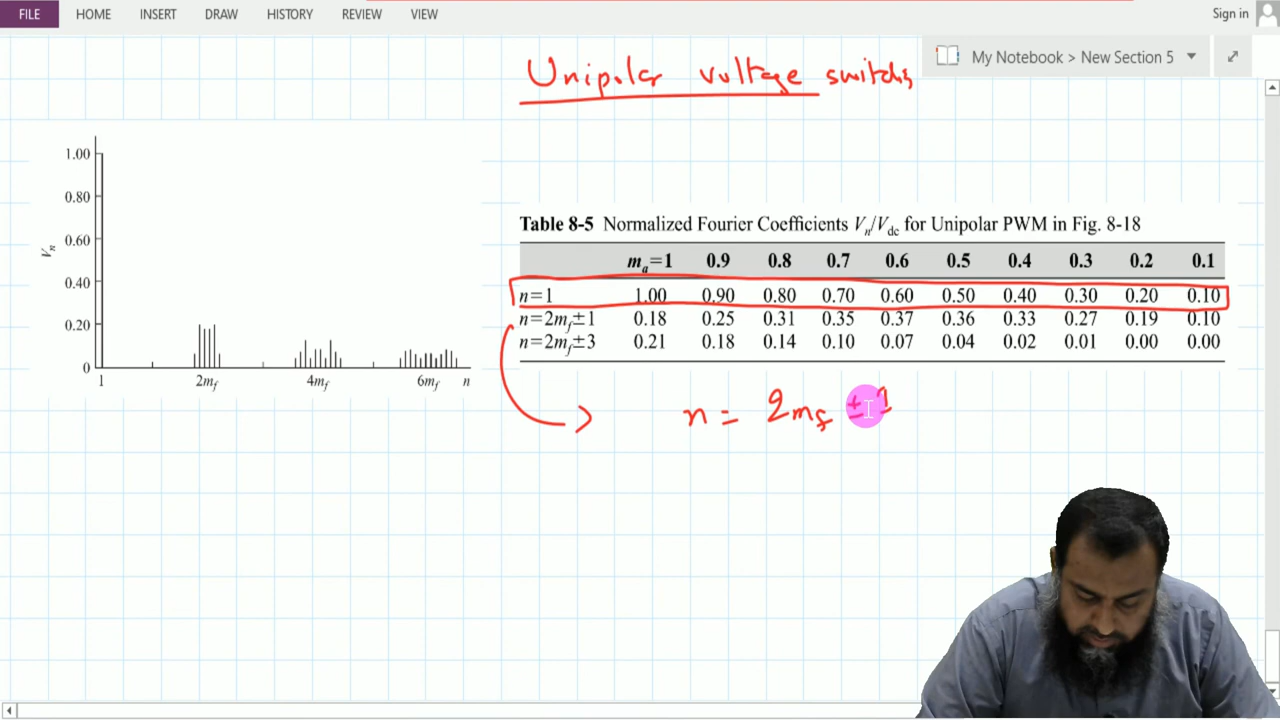 FILE HOME INSERT DRAW HISTORY REVIEW VIEW Sign in
My Notebook > New Section 5
Unipolar voltage
1.00
0.80
0.60
0.40
0.20
0
Vn
1 2mf 4mf 6mf n
Table 8-5 Normalized Fourier Coefficients Vn/Vdc for Unipolar PWM in Fig. 8-18
ma=1 0.9 0.8 0.7 0.6 0.5 0.4 0.3 0.2 0.1
n=1 1.00 0.90 0.80 0.70 0.60 0.50 0.40 0.30 0.20 0.10
n=2mf±1 0.18 0.25 0.31 0.35 0.37 0.36 0.33 0.27 0.19 0.10
n=2mf±3 0.21 0.18 0.14 0.10 0.07 0.04 0.02 0.01 0.00 0.00
n = 2mf ± 1